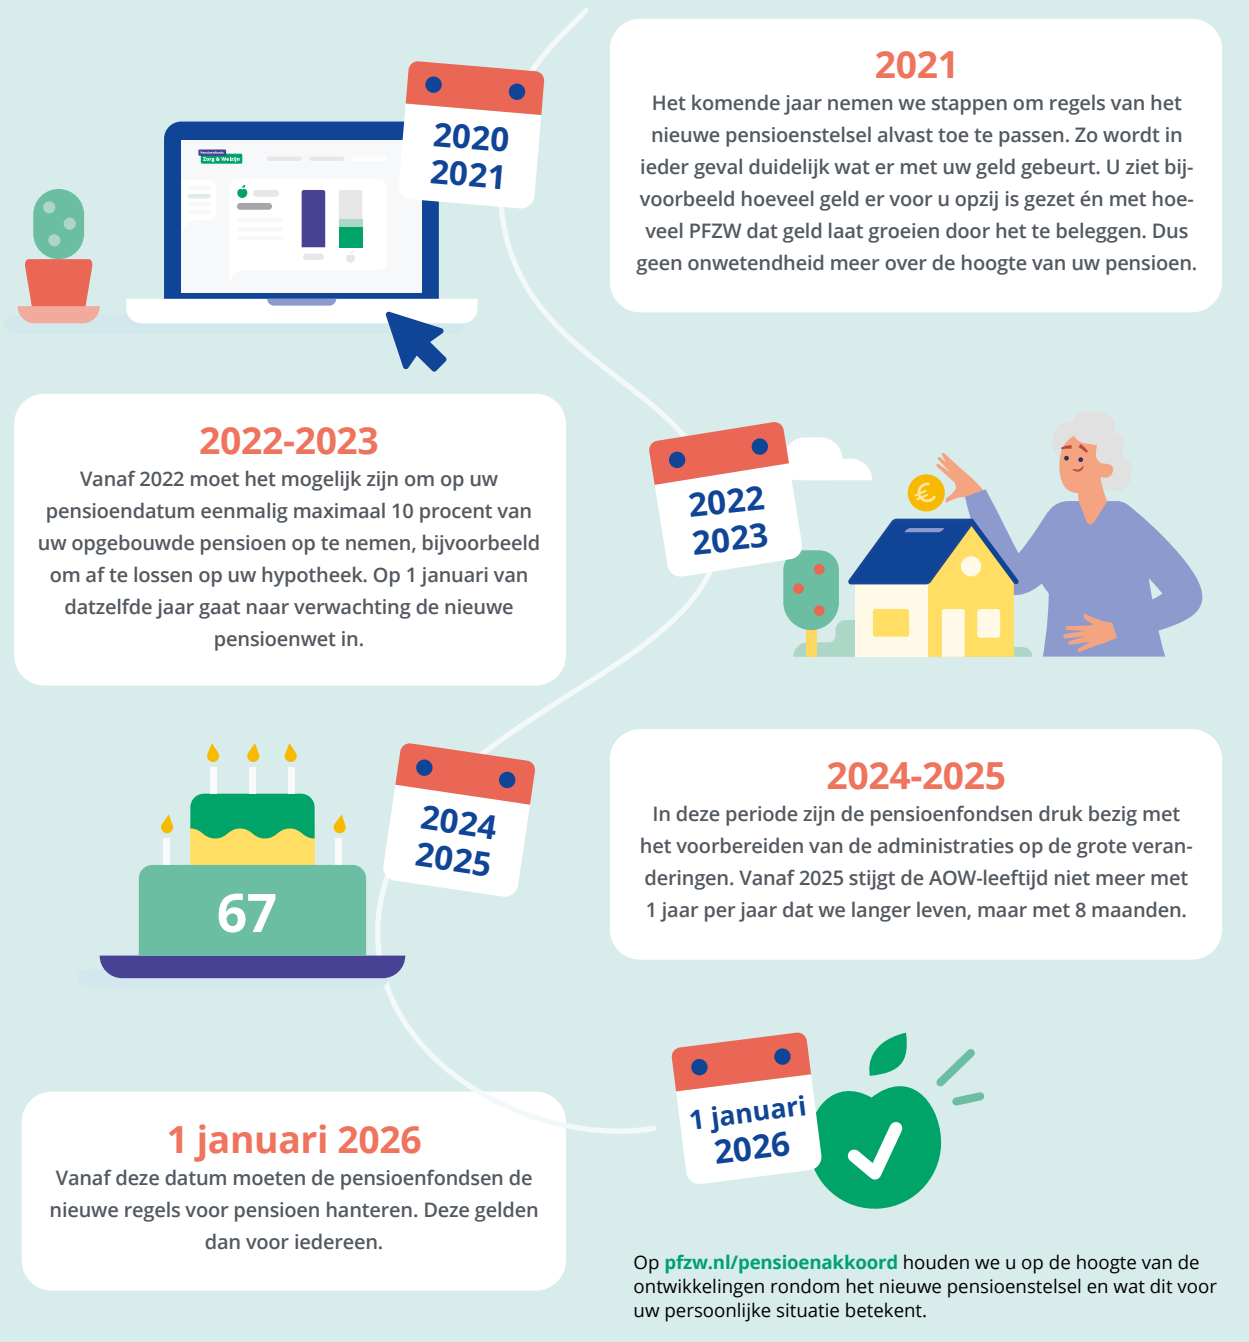 2021
Het komende jaar nemen we stappen om regels van het
nieuwe pensioenstelsel alvast toe te passen. Zo wordt in
ieder geval duidelijk wat er met uw geld gebeurt. U ziet bij-
voorbeeld hoeveel geld er voor u opzij is gezet én met hoe-
veel PFZW dat geld laat groeien door het te beleggen. Dus
geen onwetendheid meer over de hoogte van uw pensioen.
2020
2021
Pensioenfonds
Zorg & Welzijn
2022-2023
Vanaf 2022 moet het mogelijk zijn om op uw
pensioendatum eenmalig maximaal 10 procent van
uw opgebouwde pensioen op te nemen, bijvoorbeeld
om af te lossen op uw hypotheek. Op 1 januari van
datzelfde jaar gaat naar verwachting de nieuwe
pensioenwet in.
2022
2023
€
2024
2025
67
2024-2025
In deze periode zijn de pensioenfondsen druk bezig met
het voorbereiden van de administraties op de grote veran-
deringen. Vanaf 2025 stijgt de AOW-leeftijd niet meer met
1 jaar per jaar dat we langer leven, maar met 8 maanden.
1 januari
2026
1 januari 2026
Vanaf deze datum moeten de pensioenfondsen de
nieuwe regels voor pensioen hanteren. Deze gelden
dan voor iedereen.
Op pfzw.nl/pensioenakkoord houden we u op de hoogte van de
ontwikkelingen rondom het nieuwe pensioenstelsel en wat dit voor
uw persoonlijke situatie betekent.